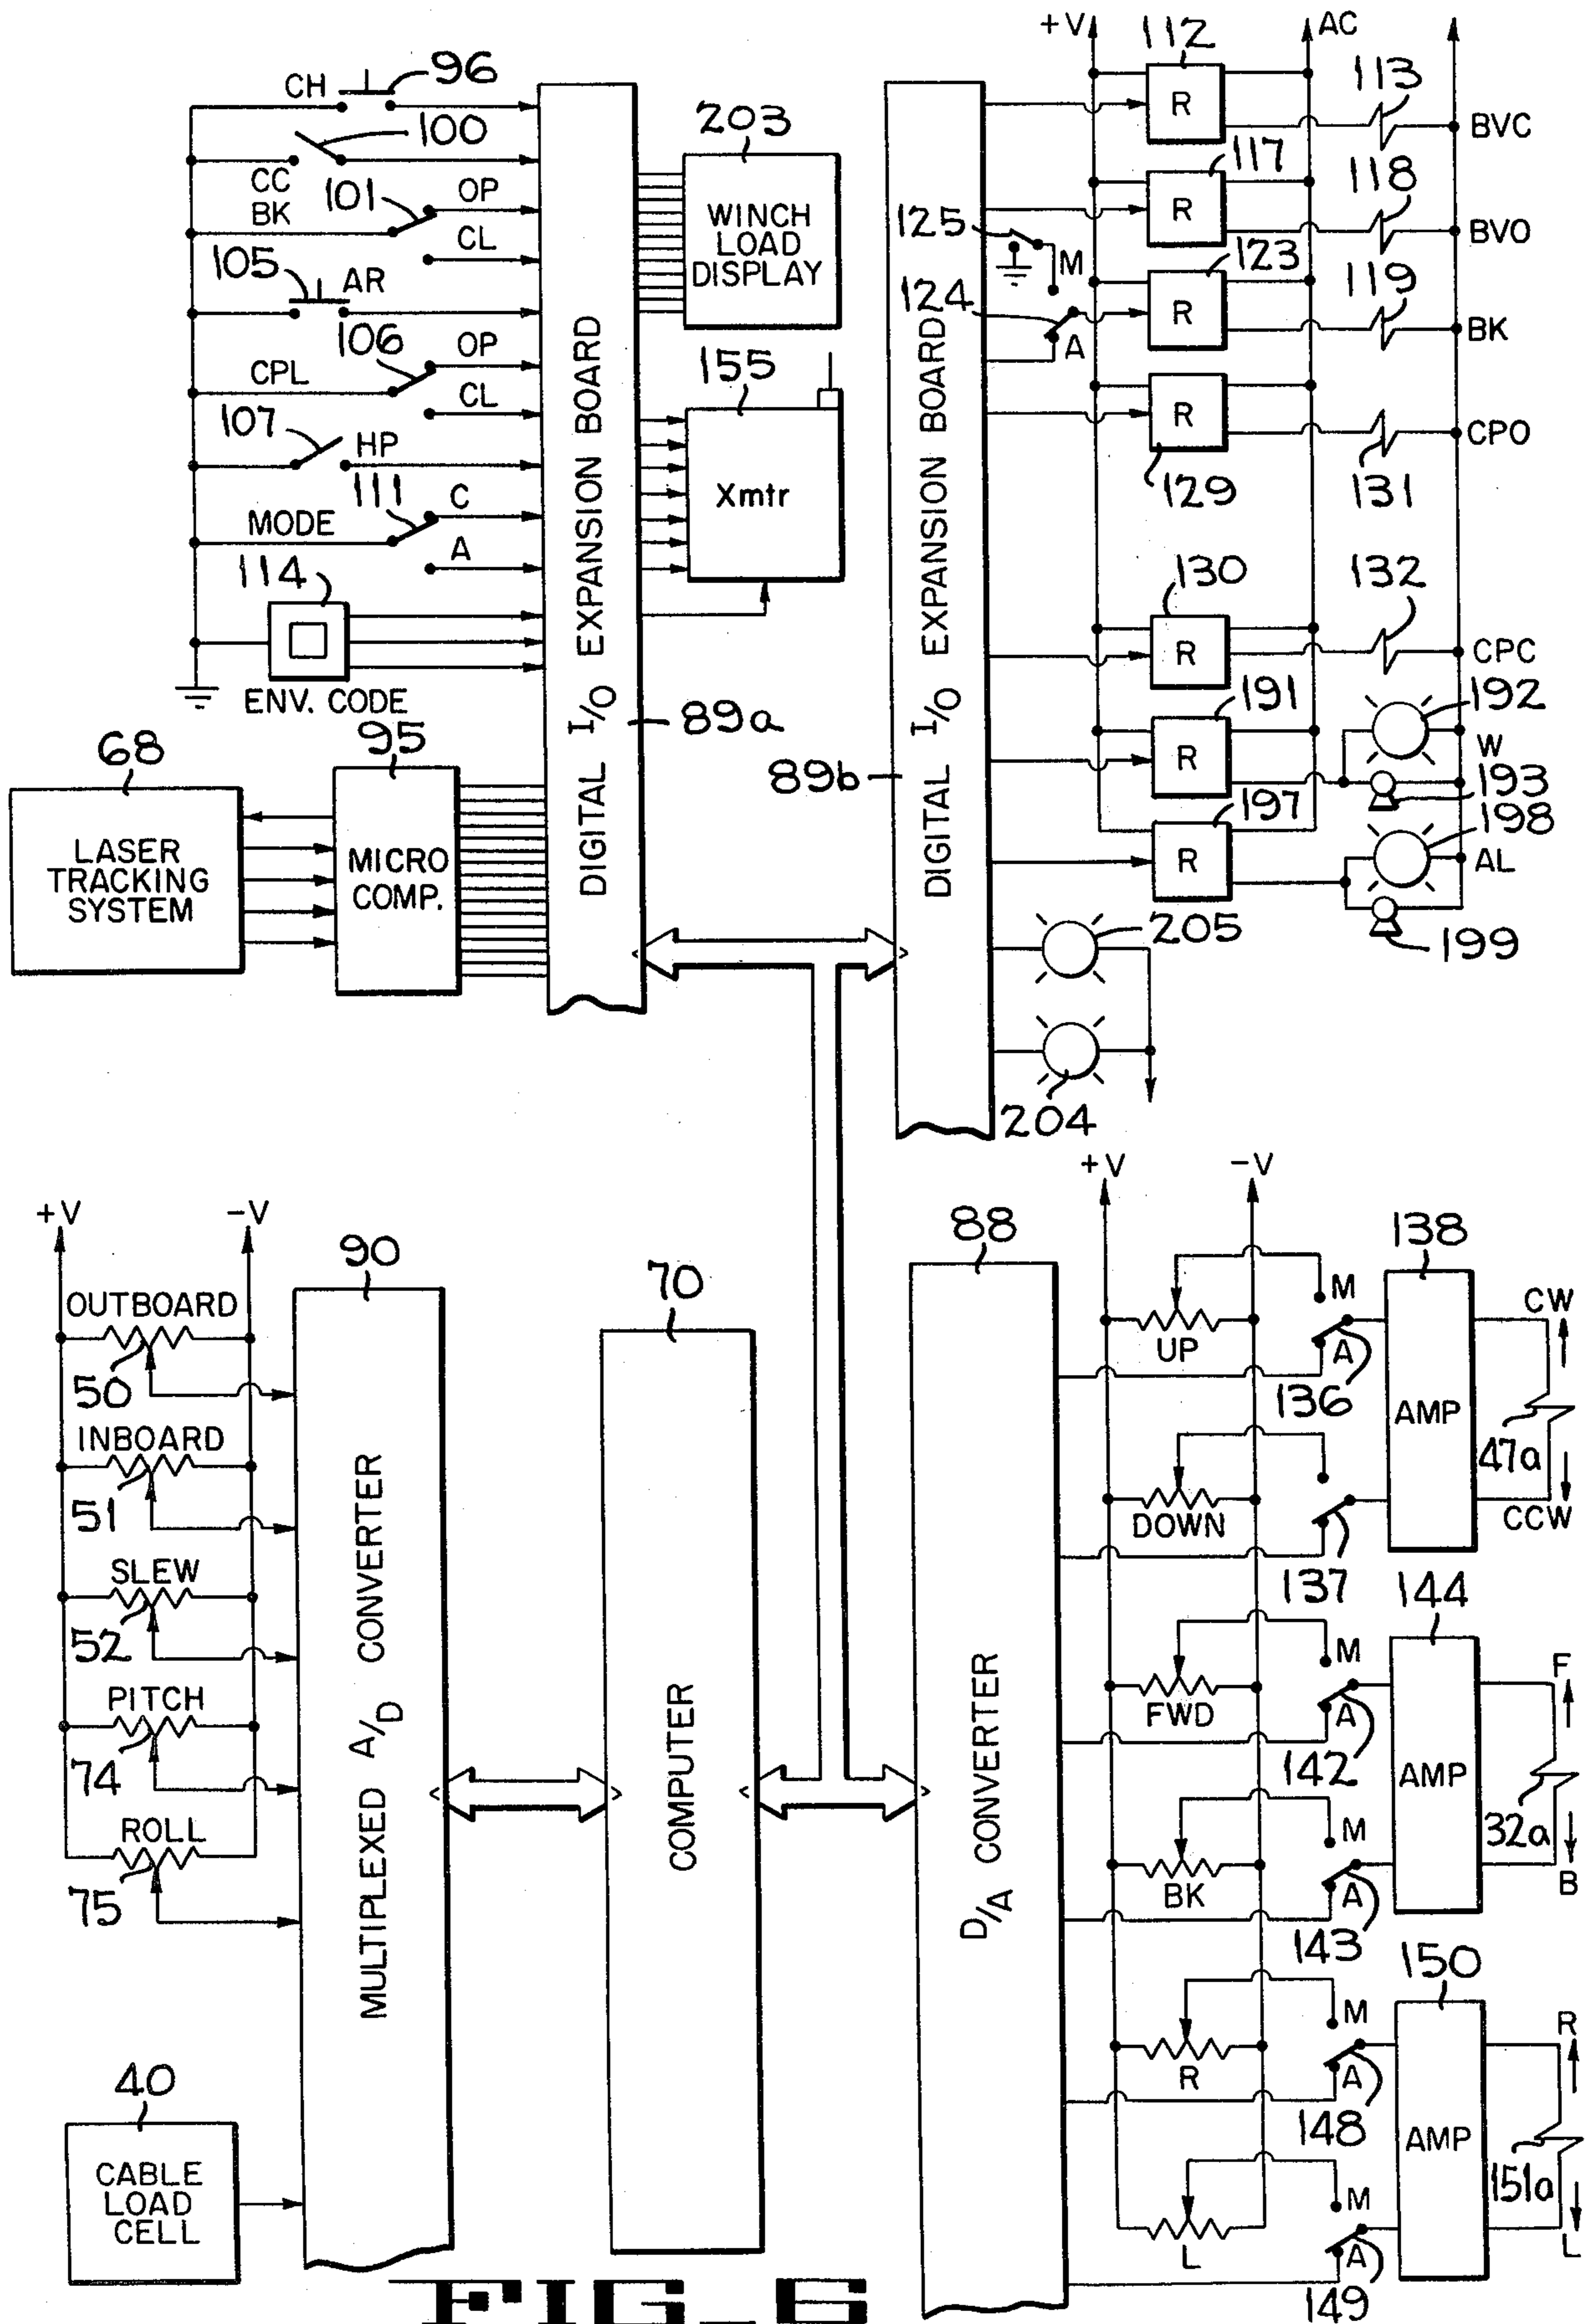 CH
96
100
CC
BK
101
OP
CL
105
AR
106
OP
CPL
CL
107
HP
111
C
MODE
A
114
ENV. CODE
DIGITAL I/O EXPANSION BOARD
89a
203
WINCH
LOAD
DISPLAY
155
Xmtr
68
LASER
TRACKING
SYSTEM
95
MICRO
COMP.
DIGITAL I/O EXPANSION BOARD
89b
+V
112
AC
R
113
BVC
117
R
118
BVO
125
M
124
A
123
R
119
BK
R
129
131
CPO
130
R
132
CPC
191
R
192
W
193
197
R
198
AL
199
205
204
+V
-V
OUTBOARD
50
INBOARD
51
SLEW
52
PITCH
74
ROLL
75
90
MULTIPLEXED A/D CONVERTER
40
CABLE
LOAD
CELL
70
COMPUTER
88
D/A CONVERTER
+V
-V
UP
M
A
136
138
AMP
CW
47a
CCW
DOWN
137
FWD
M
A
142
144
AMP
F
32a
B
BK
M
A
143
R
M
A
148
150
AMP
R
151a
L
L
M
A
149
FIG_6